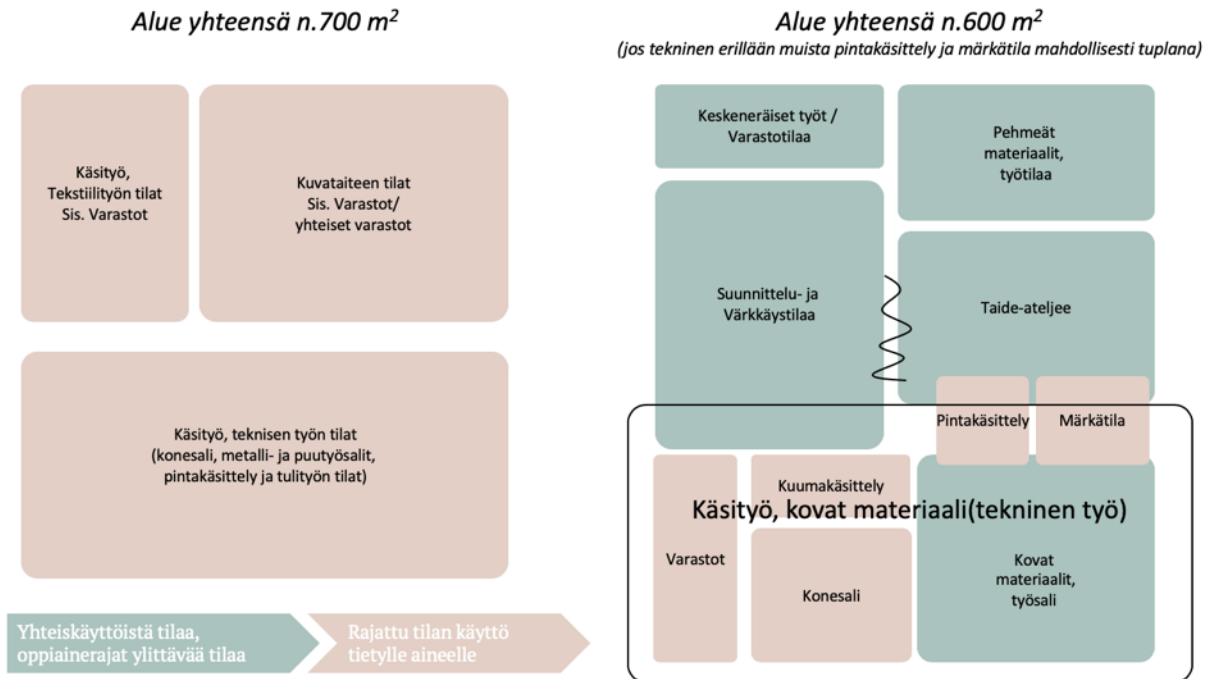 Alue yhteensä n.700 m²
Käsityö,
Tekstiilityön tilat
Sis. Varastot
Kuvataiteen tilat
Sis. Varastot/
yhteiset varastot
Käsityö, teknisen työn tilat
(konesali, metalli- ja puutyösalit,
pintakäsittely ja tulityön tilat)
Yhteiskäyttöistä tilaa,
oppiainerajat ylittävää tilaa
Rajattu tilan käyttö
tietylle aineelle
Alue yhteensä n.600 m²
(jos tekninen erillään muista pintakäsittely ja märkätila mahdollisesti tuplana)
Keskeneräiset työt /
Varastotilaa
Pehmeät
materiaalit,
työtilaa
Suunnittelu- ja
Värkkäystilaa
Taide-ateljee
Pintakäsittely
Märkätila
Kuumakäsittely
Käsityö, kovat materiaali(tekninen työ)
Varastot
Konesali
Kovat
materiaalit,
työsali